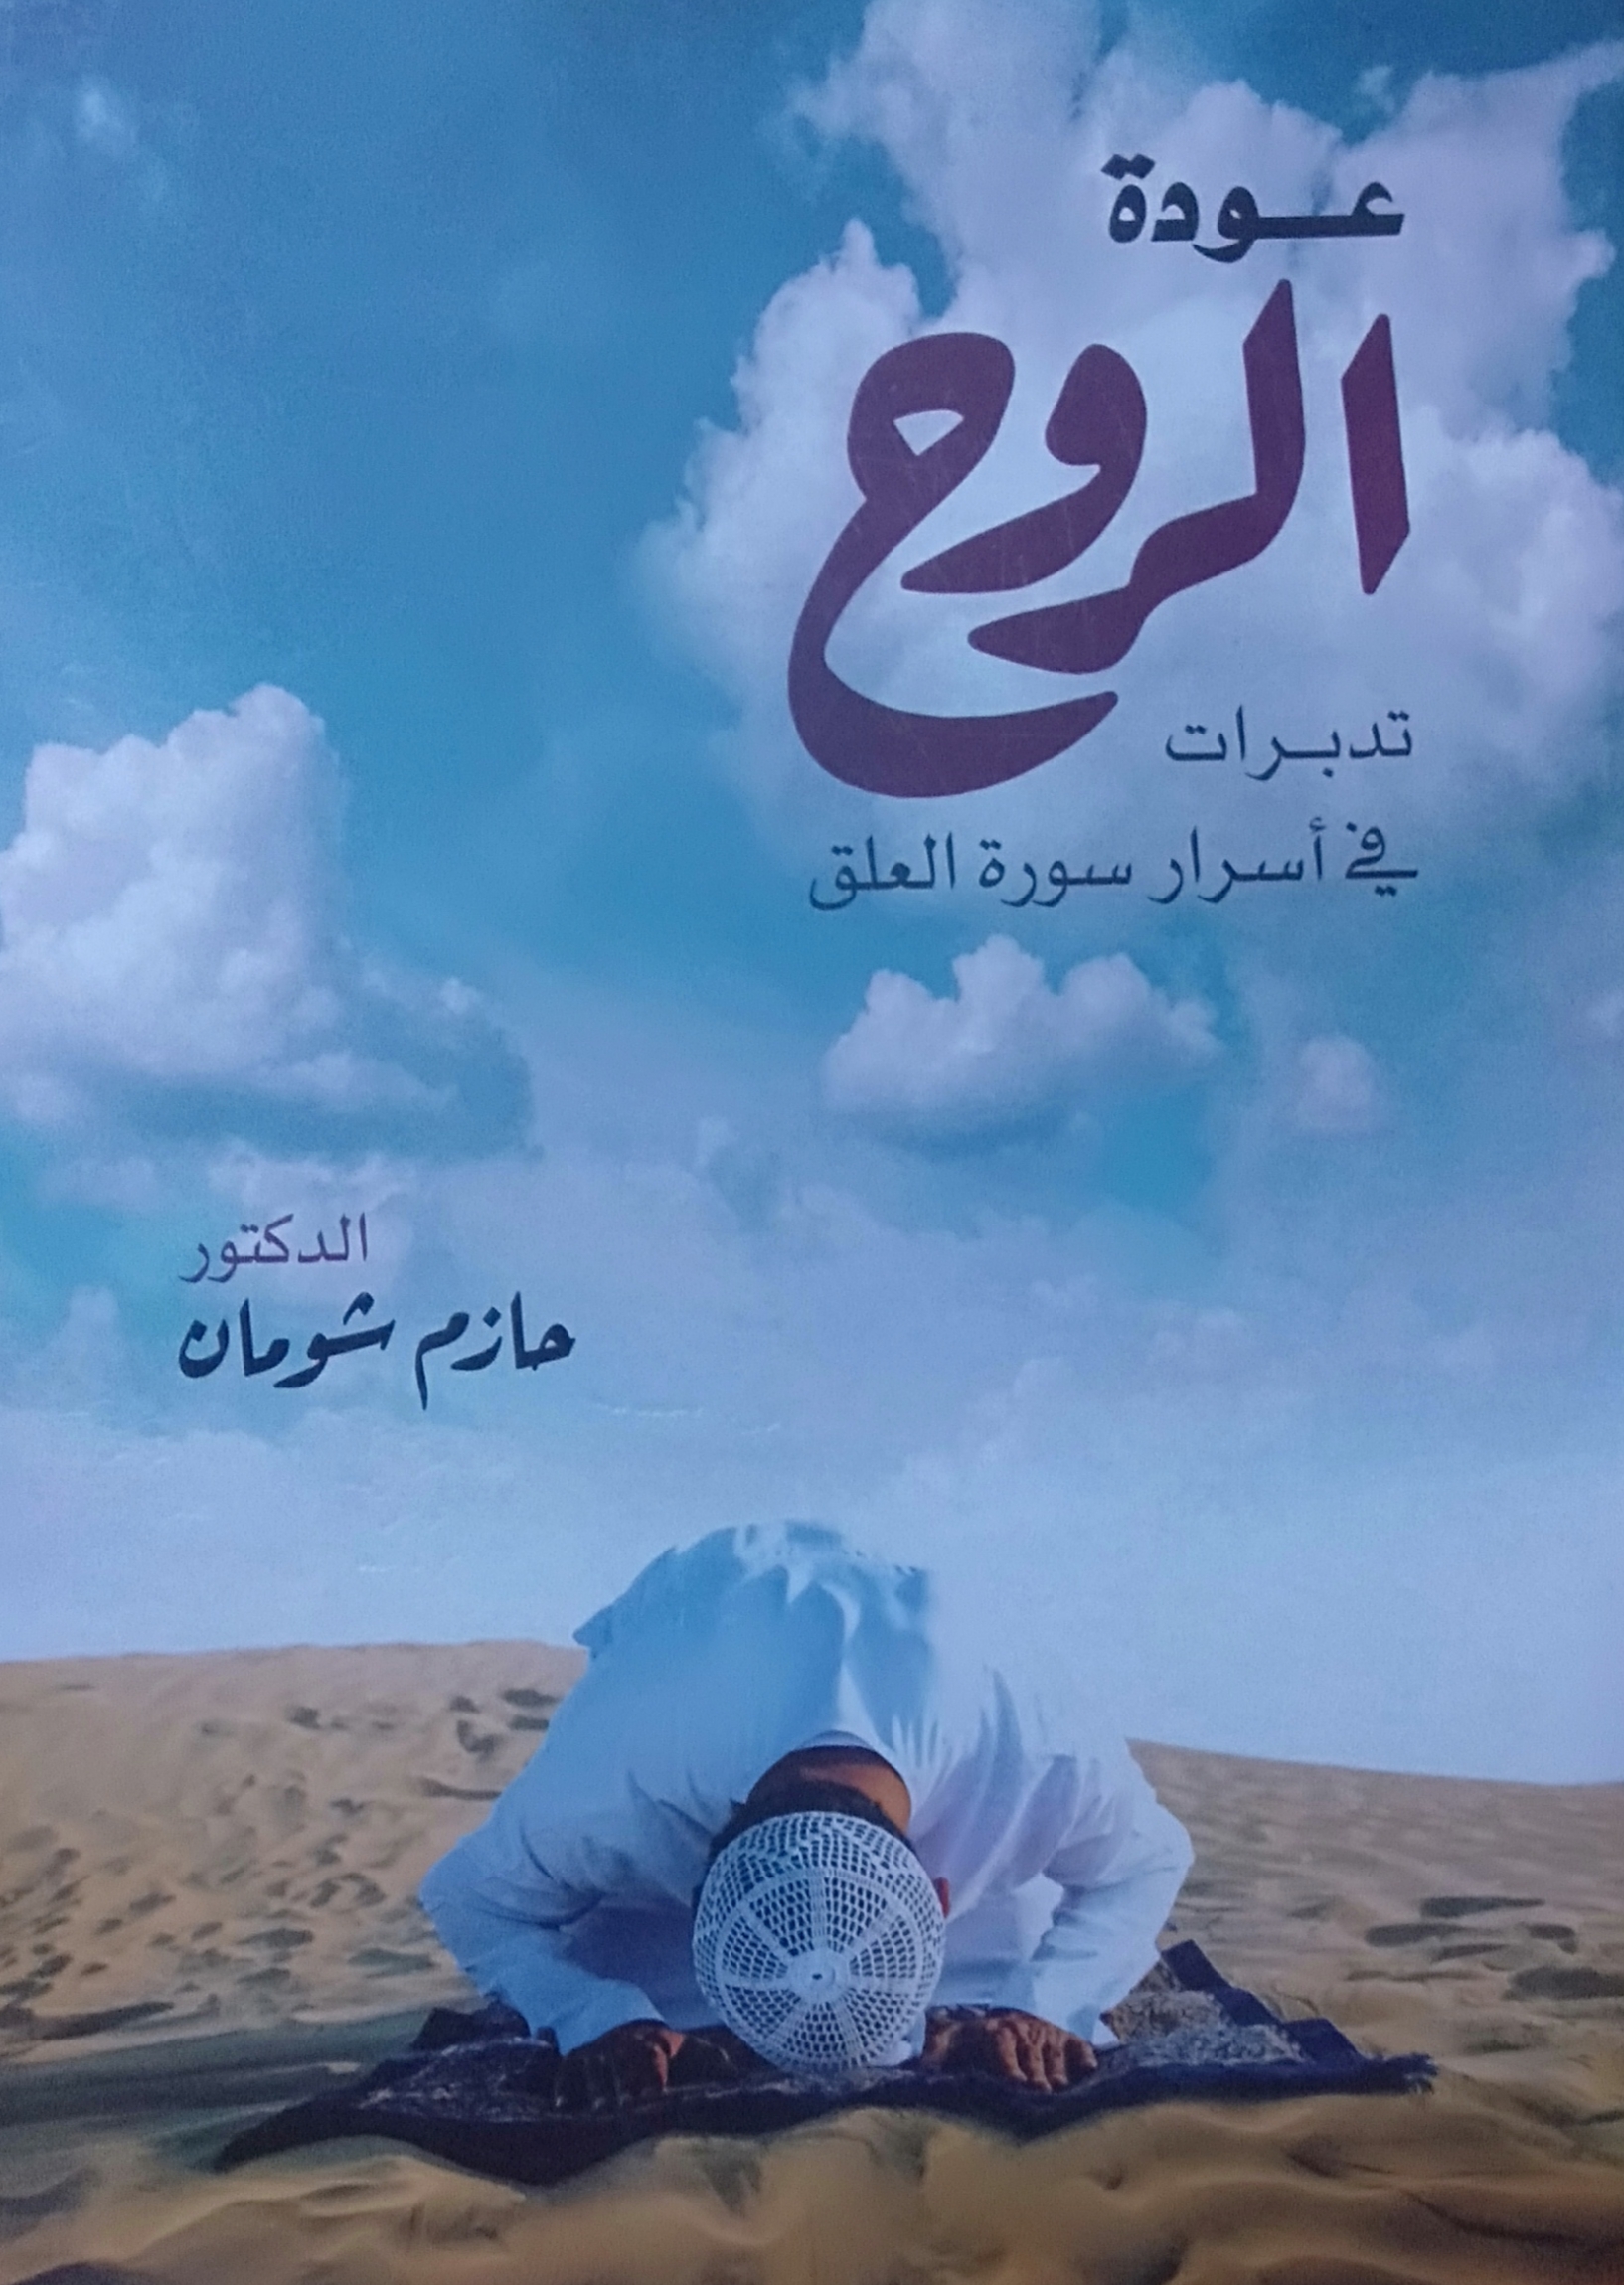 عودة
الروح
تدبرات
في أسرار سورة العلق
الدكتور
حازم شومان